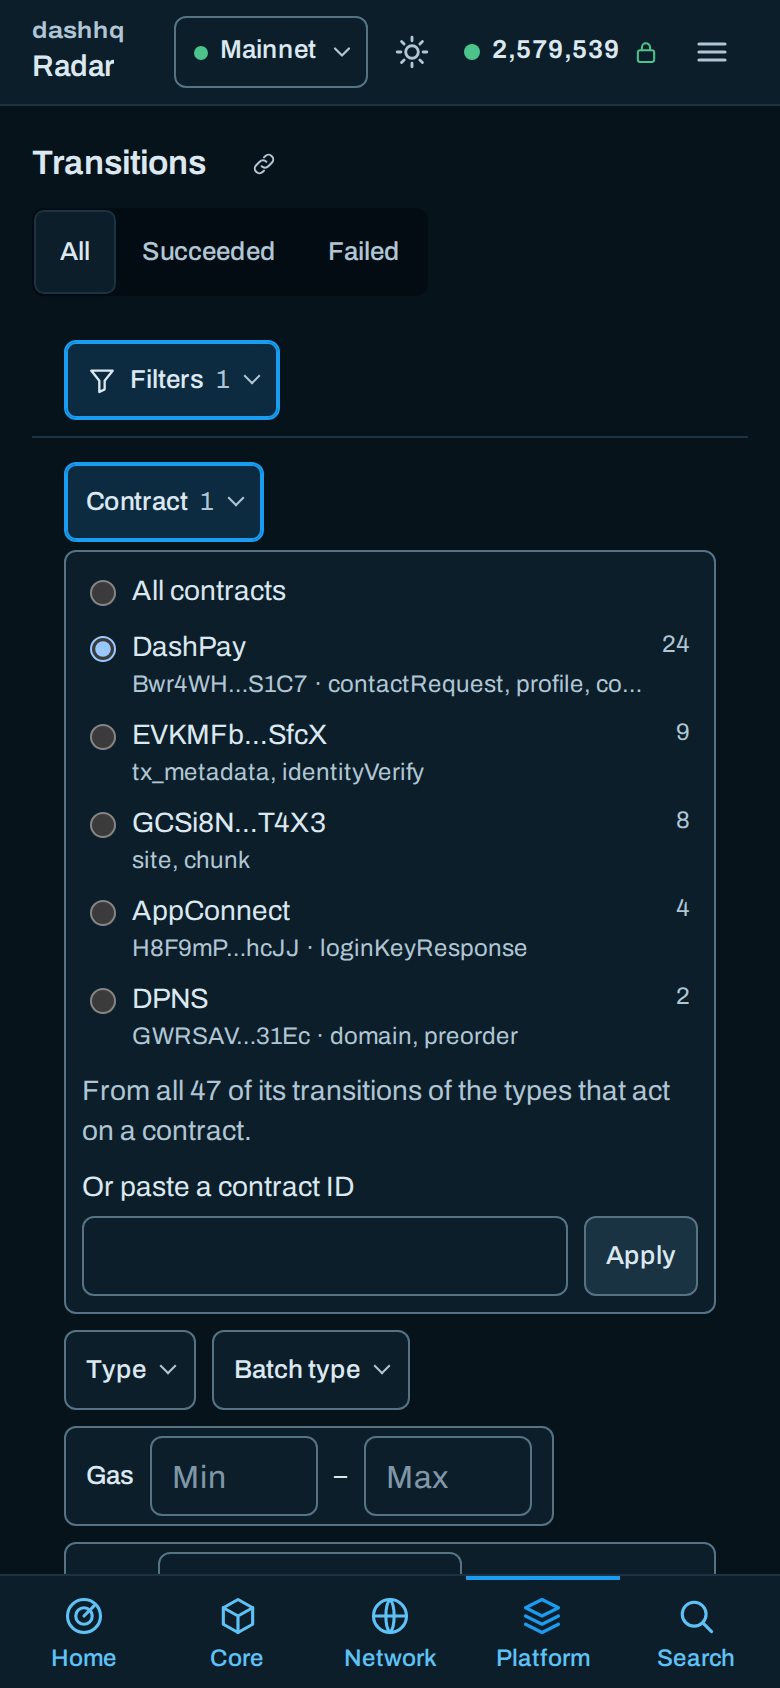 dashhq
Radar
Mainnet
2,579,539
Transitions
All Succeeded Failed
Filters 1
Contract 1
All contracts
DashPay 24
Bwr4WH...S1C7 · contactRequest, profile, co...
EVKMFb...SfcX 9
tx_metadata, identityVerify
GCSi8N...T4X3 8
site, chunk
AppConnect 4
H8F9mP...hcJJ · loginKeyResponse
DPNS 2
GWRSAV...31Ec · domain, preorder
From all 47 of its transitions of the types that act
on a contract.
Or paste a contract ID
Apply
Type Batch type
Gas Min – Max
Home Core Network Platform Search